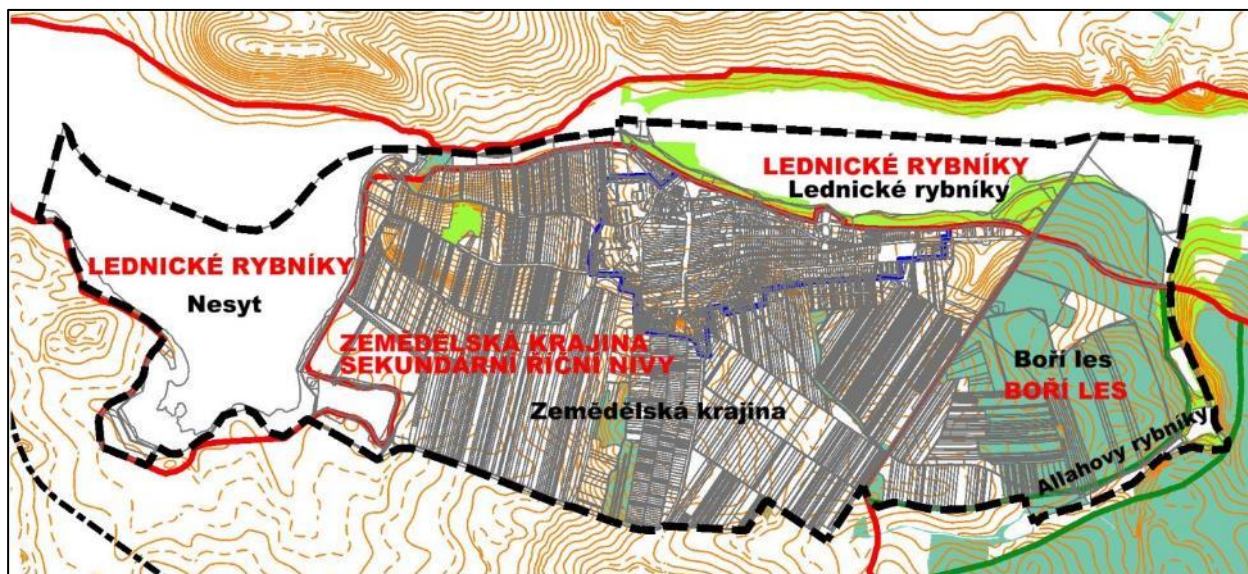 LEDNICKÉ RYBNÍKY
Lednické rybníky
LEDNICKÉ RYBNÍKY
Nesyt
ZEMĚDĚLSKÁ KRAJINA
SEKUNDÁRNÍ ŘÍČNÍ NIVY
Zemědělská krajina
Boří les
BOŘÍ LES
Allahovy rybníky